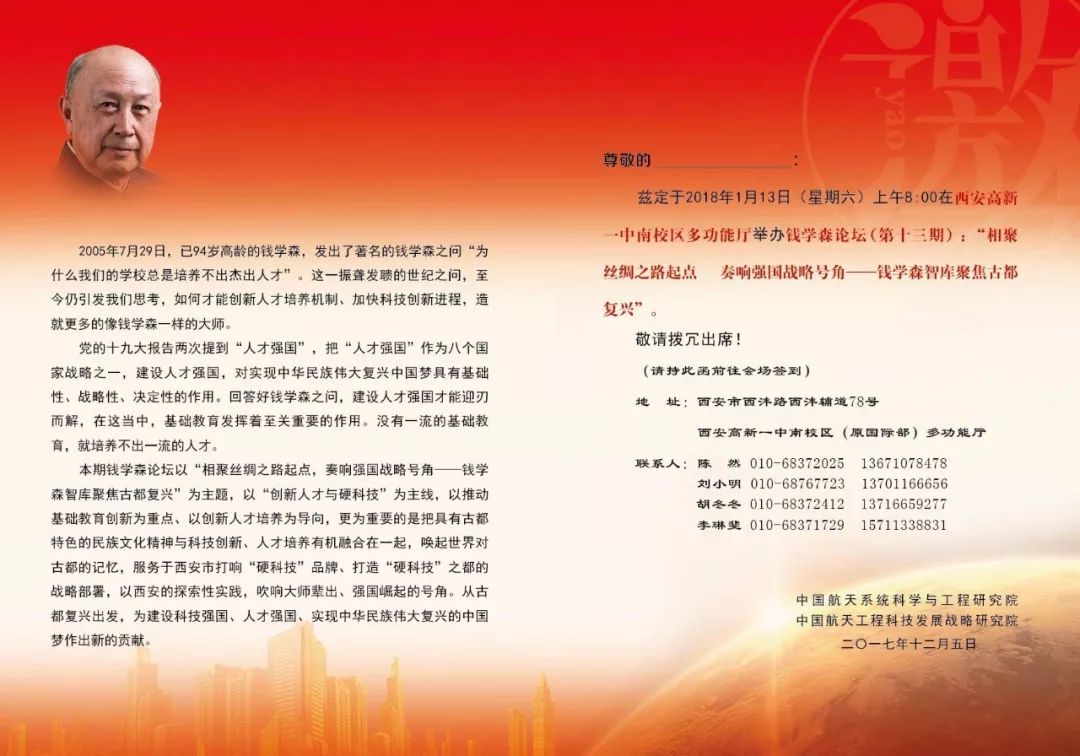 2005年7月29日，已94岁高龄的钱学森，发出了著名的钱学森之问“为
什么我们的学校总是培养不出杰出人才”。这一振聋发聩的世纪之问，至
今仍引发我们思考，如何才能创新人才培养机制、加快科技创新进程，造
就更多的像钱学森一样的大师。
党的十九大报告两次提到“人才强国”，把“人才强国”作为八个国
家战略之一，建设人才强国，对实现中华民族伟大复兴中国梦具有基础
性、战略性、决定性的作用。回答好钱学森之问，建设人才强国才能迎刃
而解，在这当中，基础教育发挥着至关重要的作用。没有一流的基础教
育，就培养不出一流的人才。
本期钱学森论坛以“相聚丝绸之路起点，奏响强国战略号角——钱学
森智库聚焦古都复兴”为主题，以“创新人才与硬科技”为主线，以推动
基础教育创新为重点、以创新人才培养为导向，更为重要的是把具有古都
特色的民族文化精神与科技创新、人才培养有机融合在一起，唤起世界对
古都的记忆，服务于西安市打响“硬科技”品牌、打造“硬科技”之都的
战略部署，以西安的探索性实践，吹响大师辈出、强国崛起的号角。从古
都复兴出发，为建设科技强国、人才强国、实现中华民族伟大复兴的中国
梦作出新的贡献。
邀
yao
尊敬的____________：
兹定于2018年1月13日（星期六）上午8:00在西安高新
一中南校区多功能厅举办钱学森论坛(第十三期)：“相聚
丝绸之路起点 奏响强国战略号角——钱学森智库聚焦古都
复兴”。
敬请拨冗出席！
（请持此函前往会场签到）
地 址：西安市西沣路西沣辅道78号
西安高新一中南校区（原国际部）多功能厅
联系人：陈 然 010-68372025 13671078478
刘小明 010-68767723 13701166656
胡冬冬 010-68372412 13716659277
李琳斐 010-68371729 15711338831
中国航天系统科学与工程研究院
中国航天工程科技发展战略研究院
二〇一七年十二月五日